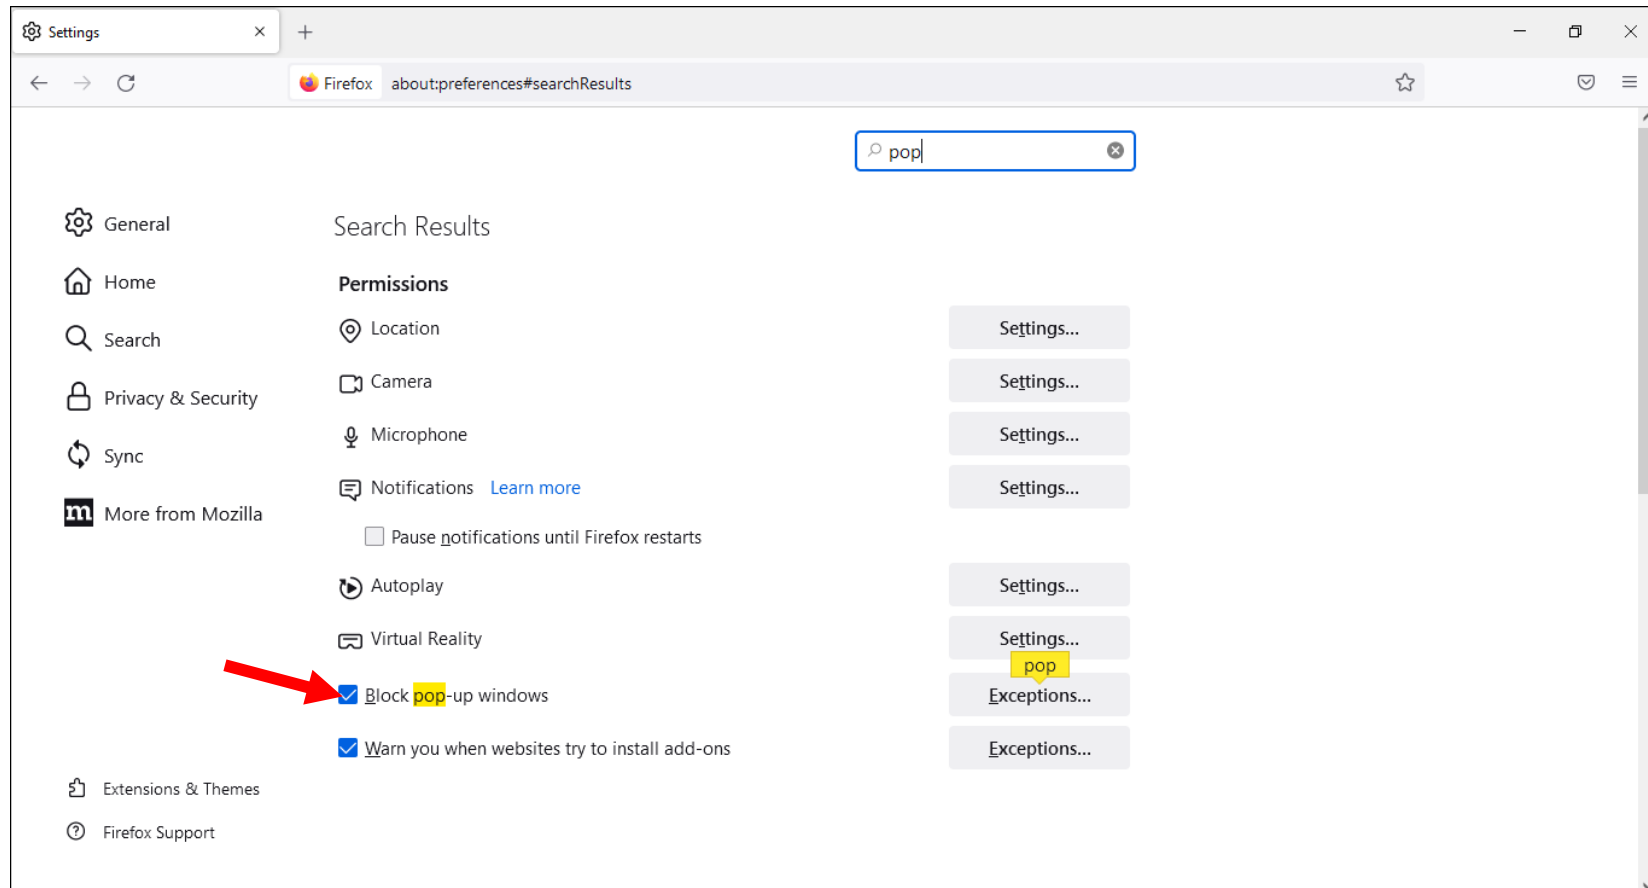 Settings
Firefox about:preferences#searchResults
pop
General
Home
Search
Privacy & Security
Sync
More from Mozilla
Search Results
Permissions
Location Settings...
Camera Settings...
Microphone Settings...
Notifications Learn more Settings...
Pause notifications until Firefox restarts
Autoplay Settings...
Virtual Reality Settings...
pop
Block pop-up windows Exceptions...
Warn you when websites try to install add-ons Exceptions...
Extensions & Themes
Firefox Support